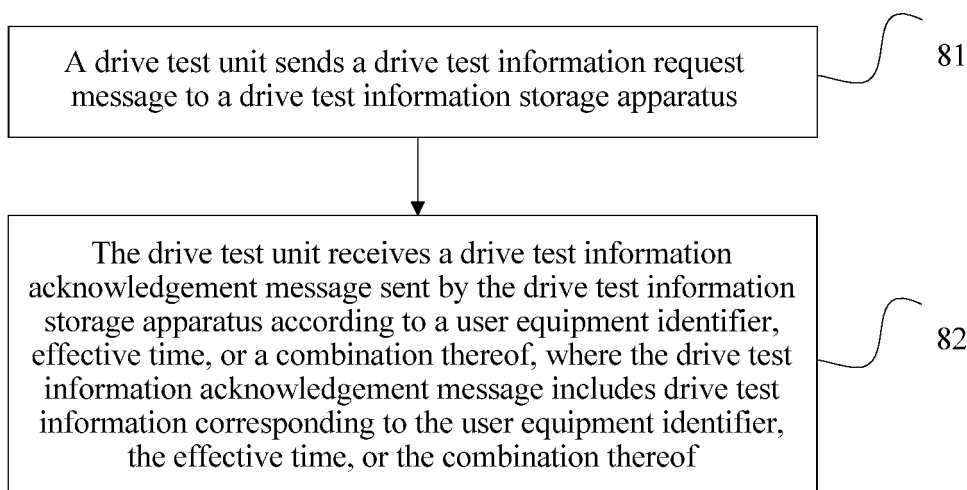 A drive test unit sends a drive test information request
message to a drive test information storage apparatus
81
The drive test unit receives a drive test information
acknowledgement message sent by the drive test information
storage apparatus according to a user equipment identifier,
effective time, or a combination thereof, where the drive test
information acknowledgement message includes drive test
information corresponding to the user equipment identifier,
the effective time, or the combination thereof
82